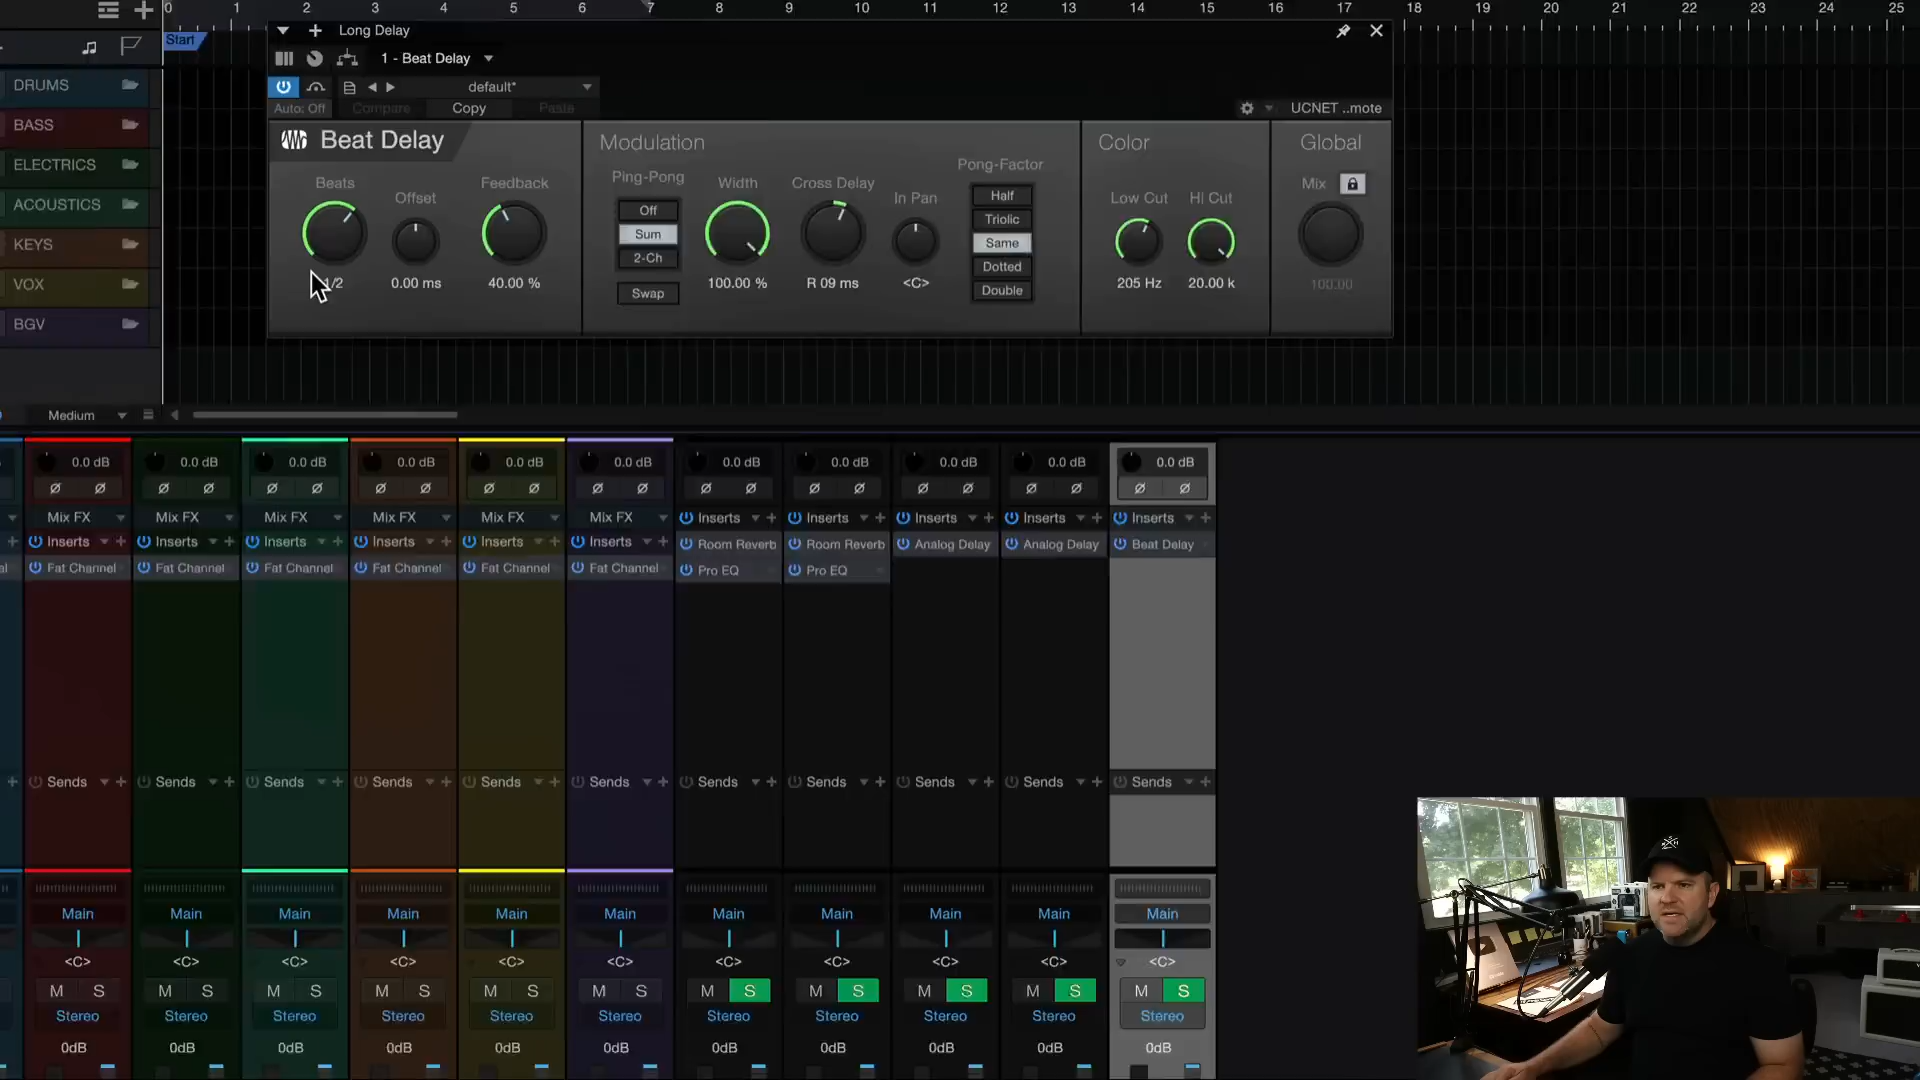 0 1 2 3 4 5 6 7 8 9 10 11 12 13 14 15 16 17 18 19 20 21 22 23 24 25
Start
Long Delay
1 - Beat Delay
default*
Auto: Off Compare Copy Paste
UCNET ..mote
DRUMS
BASS
ELECTRICS
ACOUSTICS
KEYS
VOX
BGV
Beat Delay
Beats Offset Feedback
1/2 0.00 ms 40.00 %
Modulation
Ping-Pong Width Cross Delay In Pan Pong-Factor
Off
Sum
2-Ch
Swap
100.00 % R 09 ms <C>
Half
Triolic
Same
Dotted
Double
Color
Low Cut Hi Cut
205 Hz 20.00 k
Global
Mix
100.00
Medium
0.0 dB 0.0 dB 0.0 dB 0.0 dB 0.0 dB 0.0 dB 0.0 dB 0.0 dB 0.0 dB 0.0 dB 0.0 dB
Mix FX Mix FX Mix FX Mix FX Mix FX Mix FX Inserts Inserts Inserts Inserts Inserts
Inserts Inserts Inserts Inserts Inserts Inserts Room Reverb Room Reverb Analog Delay Analog Delay Beat Delay
Fat Channel Fat Channel Fat Channel Fat Channel Fat Channel Fat Channel Pro EQ Pro EQ
Sends Sends Sends Sends Sends Sends Sends Sends Sends Sends Sends
Main Main Main Main Main Main Main Main Main Main Main
<C> <C> <C> <C> <C> <C> <C> <C> <C> <C> <C>
M S M S M S M S M S M S M S M S M S M S M S
Stereo Stereo Stereo Stereo Stereo Stereo Stereo Stereo Stereo Stereo Stereo
0dB 0dB 0dB 0dB 0dB 0dB 0dB 0dB 0dB 0dB 0dB